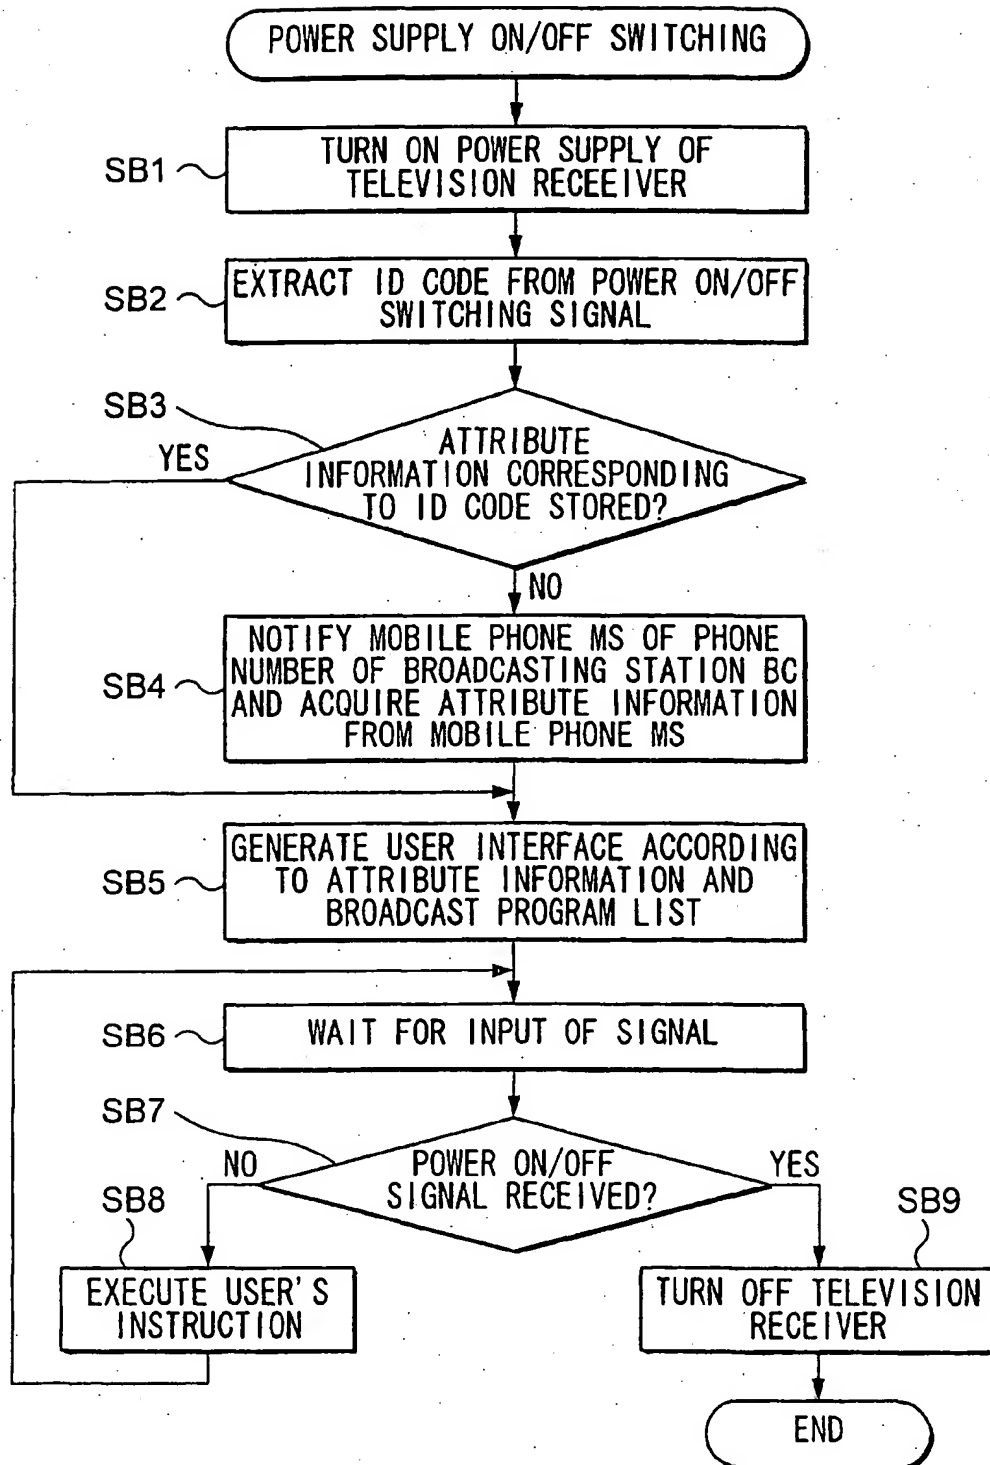 POWER SUPPLY ON/OFF SWITCHING
SB1
TURN ON POWER SUPPLY OF
TELEVISION RECEEIVER
SB2
EXTRACT ID CODE FROM POWER ON/OFF
SWITCHING SIGNAL
SB3
YES
ATTRIBUTE
INFORMATION CORRESPONDING
TO ID CODE STORED?
NO
SB4
NOTIFY MOBILE PHONE MS OF PHONE
NUMBER OF BROADCASTING STATION BC
AND ACQUIRE ATTRIBUTE INFORMATION
FROM MOBILE PHONE MS
SB5
GENERATE USER INTERFACE ACCORDING
TO ATTRIBUTE INFORMATION AND
BROADCAST PROGRAM LIST
SB6
WAIT FOR INPUT OF SIGNAL
SB7
NO
POWER ON/OFF
SIGNAL RECEIVED?
YES
SB8
EXECUTE USER'S
INSTRUCTION
SB9
TURN OFF TELEVISION
RECEIVER
END